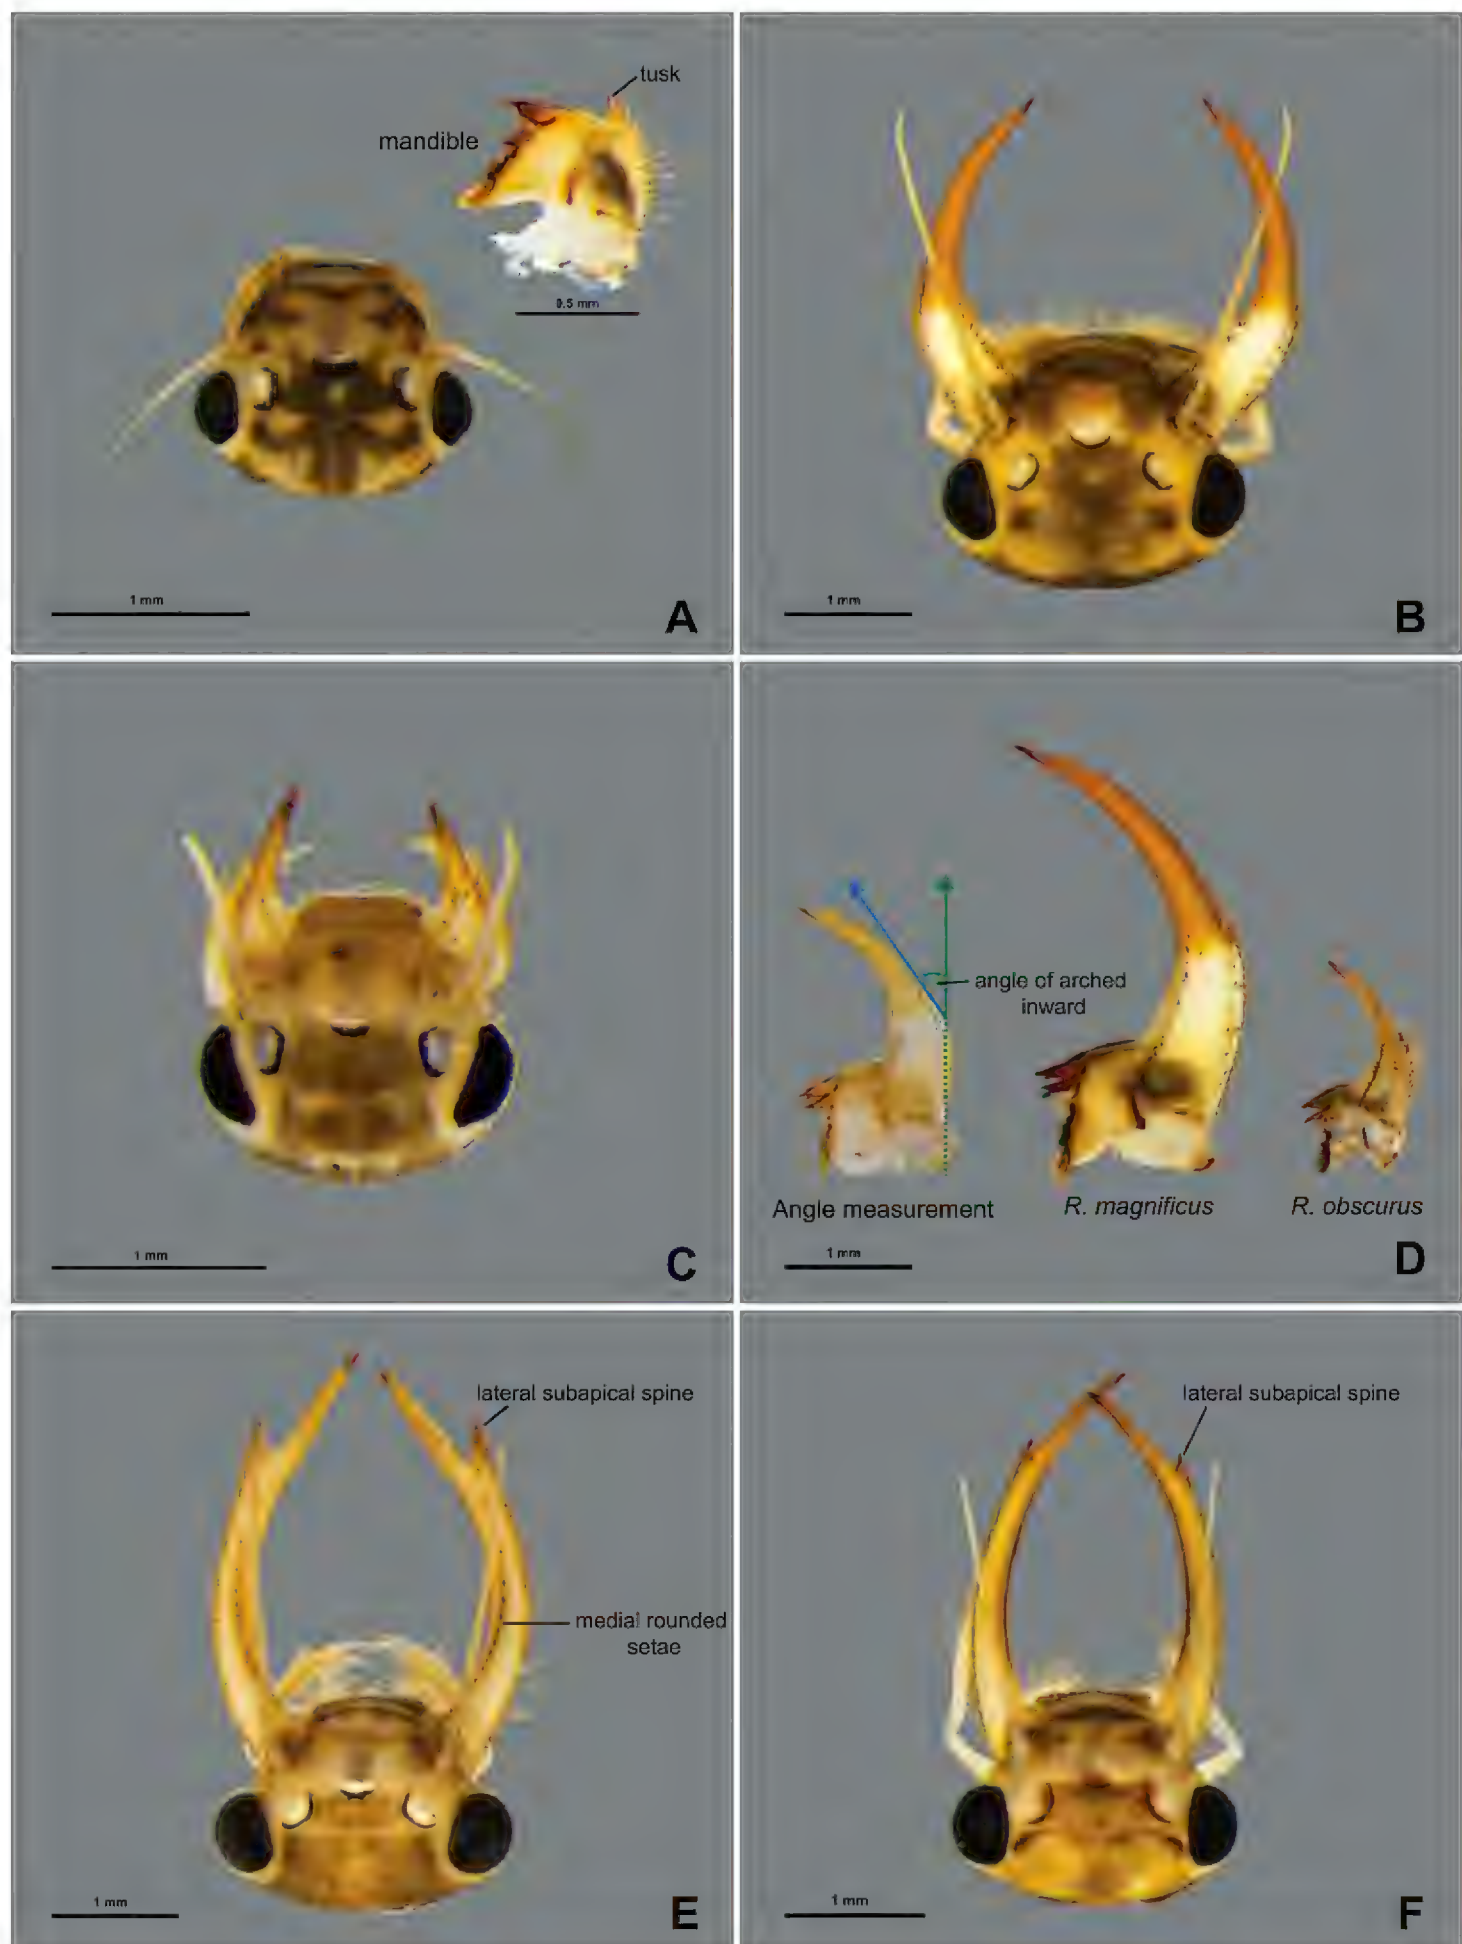 tusk
mandible
0.5 mm
1 mm
A
1 mm
B
1 mm
C
angle of arched
inward
Angle measurement
R. magnificus
R. obscurus
1 mm
D
lateral subapical spine
medial rounded
setae
1 mm
E
lateral subapical spine
1 mm
F